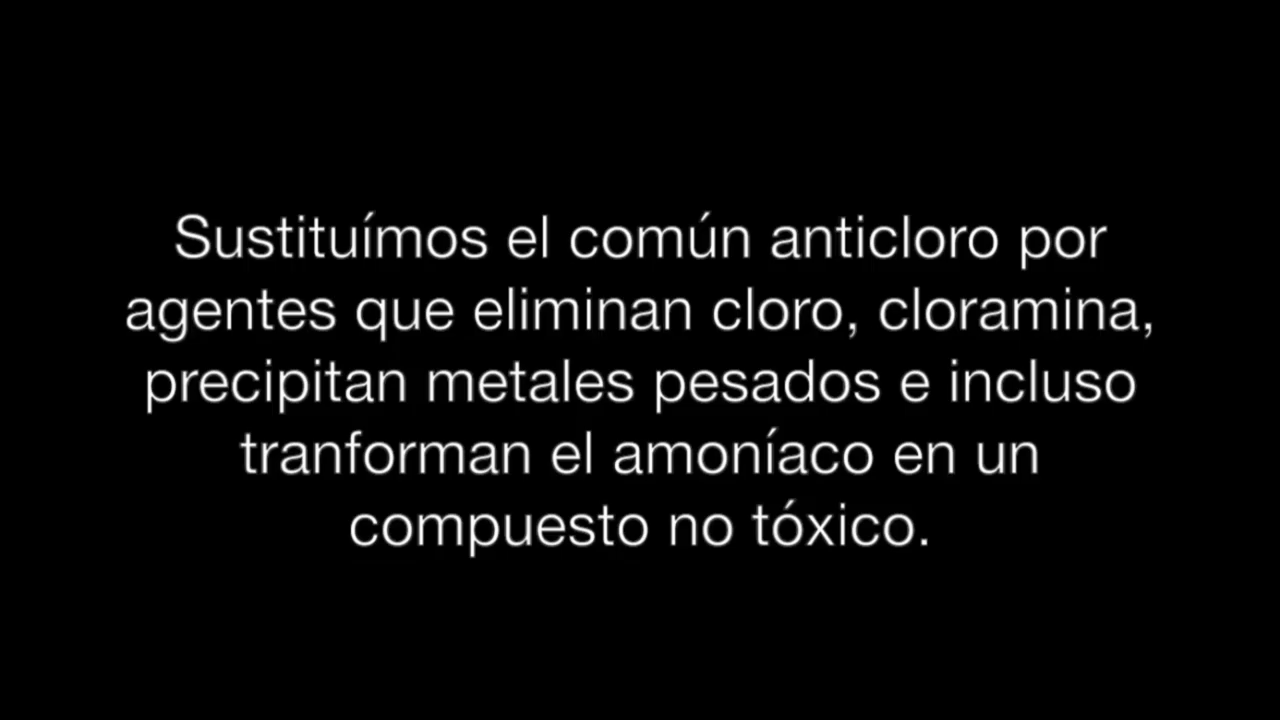 Sustituímos el común anticloro por
agentes que eliminan cloro, cloramina,
precipitan metales pesados e incluso
tranforman el amoníaco en un
compuesto no tóxico.